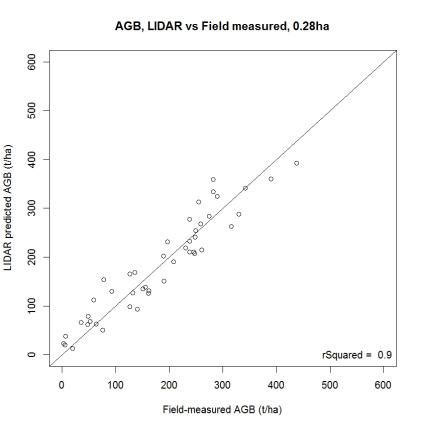 AGB, LIDAR vs Field measured, 0.28ha
LIDAR predicted AGB (t/ha)
600
500
400
300
200
100
0
rSquared = 0.9
0 100 200 300 400 500 600
Field-measured AGB (t/ha)